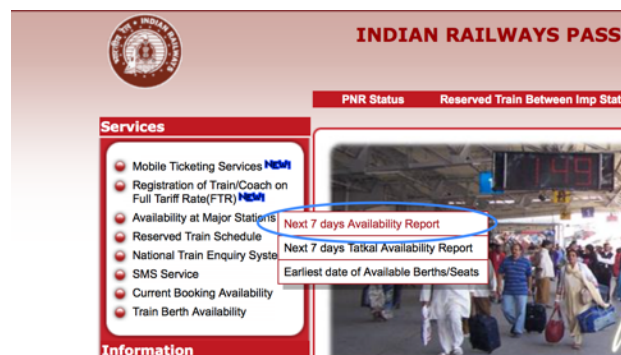 INDIAN RAILWAYS PASS
PNR Status Reserved Train Between Imp Stat
Services
Mobile Ticketing Services NEW!
Registration of Train/Coach on
Full Tariff Rate(FTR) NEW!
Availability at Major Stations
Next 7 days Availability Report
Reserved Train Schedule
Next 7 days Tatkal Availability Report
National Train Enquiry Syste
Earliest date of Available Berths/Seats
SMS Service
Current Booking Availability
Train Berth Availability
Information
1:49